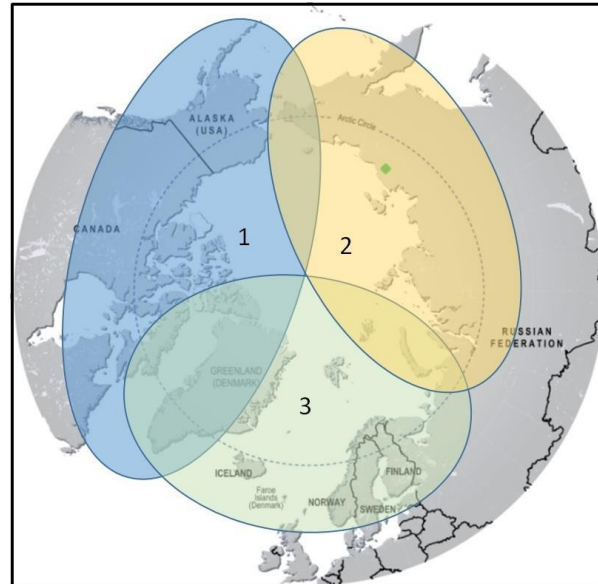 ALASKA
(USA)
Arctic Circle
CANADA
1
2
RUSSIAN
FEDERATION
GREENLAND
(DENMARK)
3
ICELAND
FINLAND
Faroe
Islands
(Denmark)
NORWAY
SWEDEN